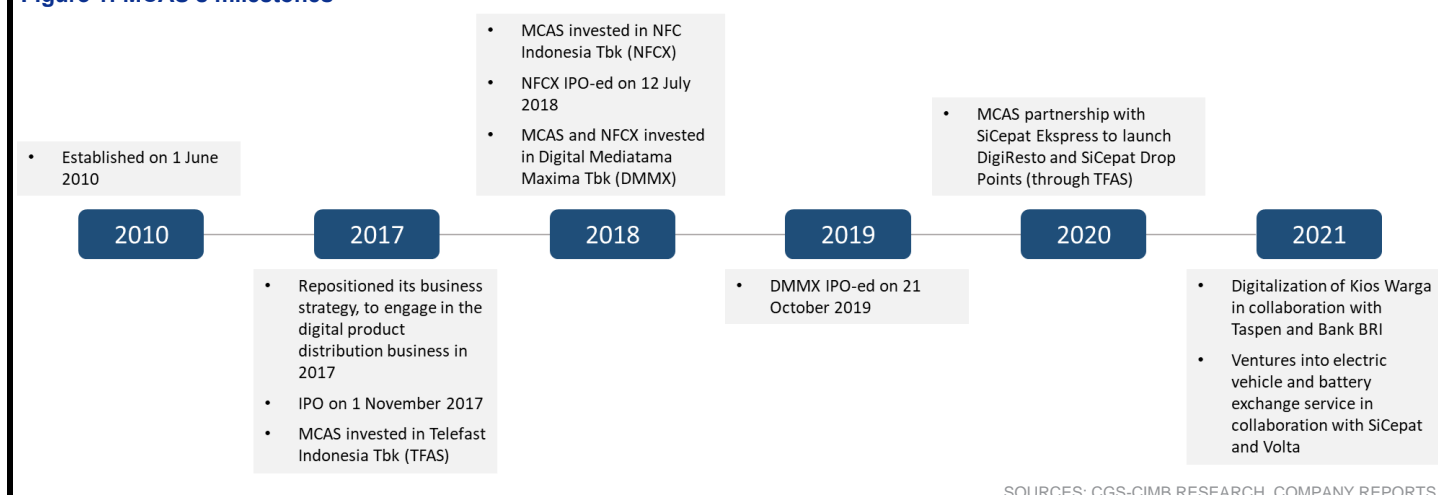 Figure 1: MCAS's milestones
• MCAS invested in NFC
Indonesia Tbk (NFCX)
• NFCX IPO-ed on 12 July
2018
• MCAS and NFCX invested
in Digital Mediatama
Maxima Tbk (DMMX)
• MCAS partnership with
SiCepat Ekspress to launch
DigiResto and SiCepat Drop
Points (through TFAS)
• Established on 1 June
2010
2010
2017
2018
2019
2020
2021
• Repositioned its business
strategy, to engage in the
digital product
distribution business in
2017
• IPO on 1 November 2017
• MCAS invested in Telefast
Indonesia Tbk (TFAS)
• DMMX IPO-ed on 21
October 2019
• Digitalization of Kios Warga
in collaboration with
Taspen and Bank BRI
• Ventures into electric
vehicle and battery
exchange service in
collaboration with SiCepat
and Volta
SOURCES: CGS-CIMB RESEARCH, COMPANY REPORTS